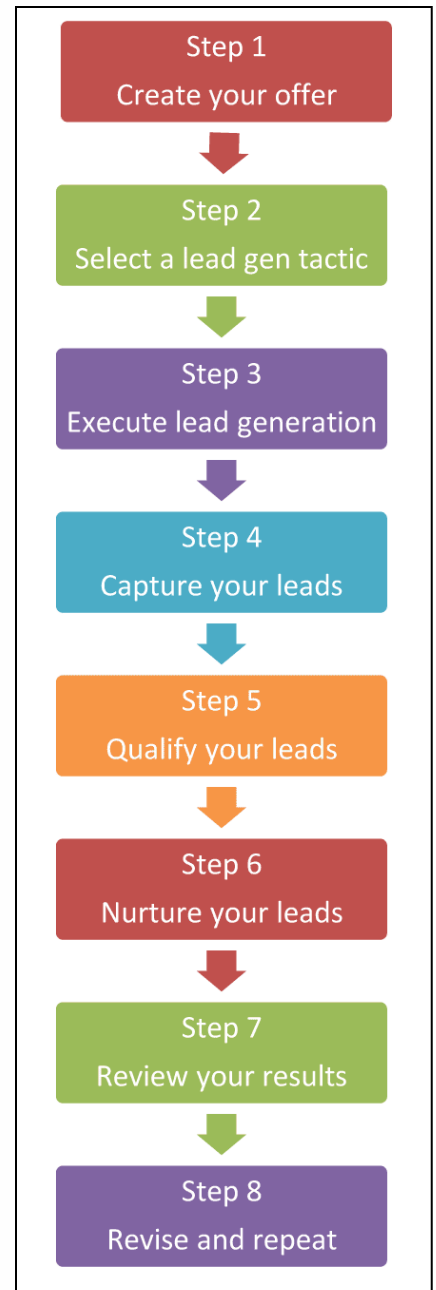 Step 1
Create your offer
Step 2
Select a lead gen tactic
Step 3
Execute lead generation
Step 4
Capture your leads
Step 5
Qualify your leads
Step 6
Nurture your leads
Step 7
Review your results
Step 8
Revise and repeat